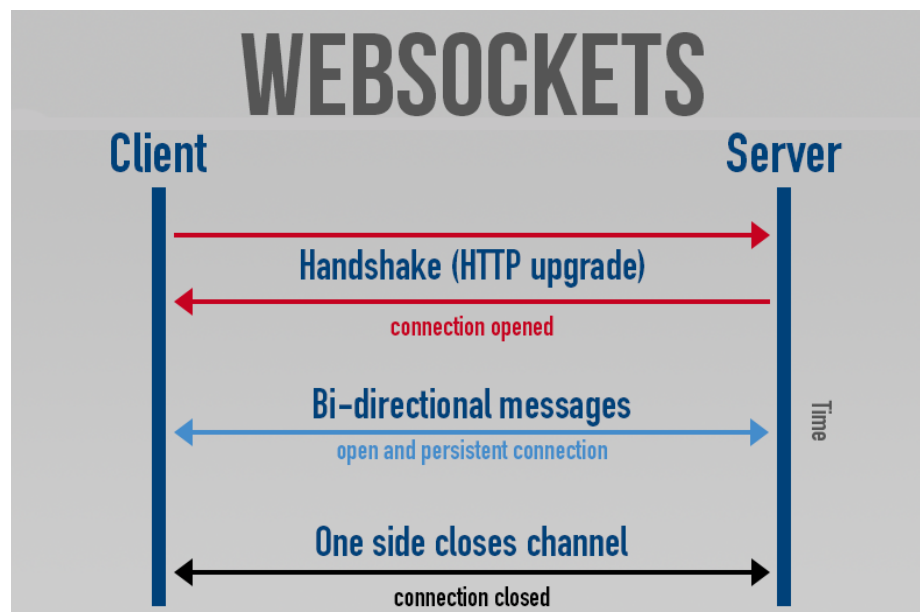 WEBSOCKETS
Client
Server
Handshake (HTTP upgrade)
connection opened
Bi-directional messages
open and persistent connection
Time
One side closes channel
connection closed